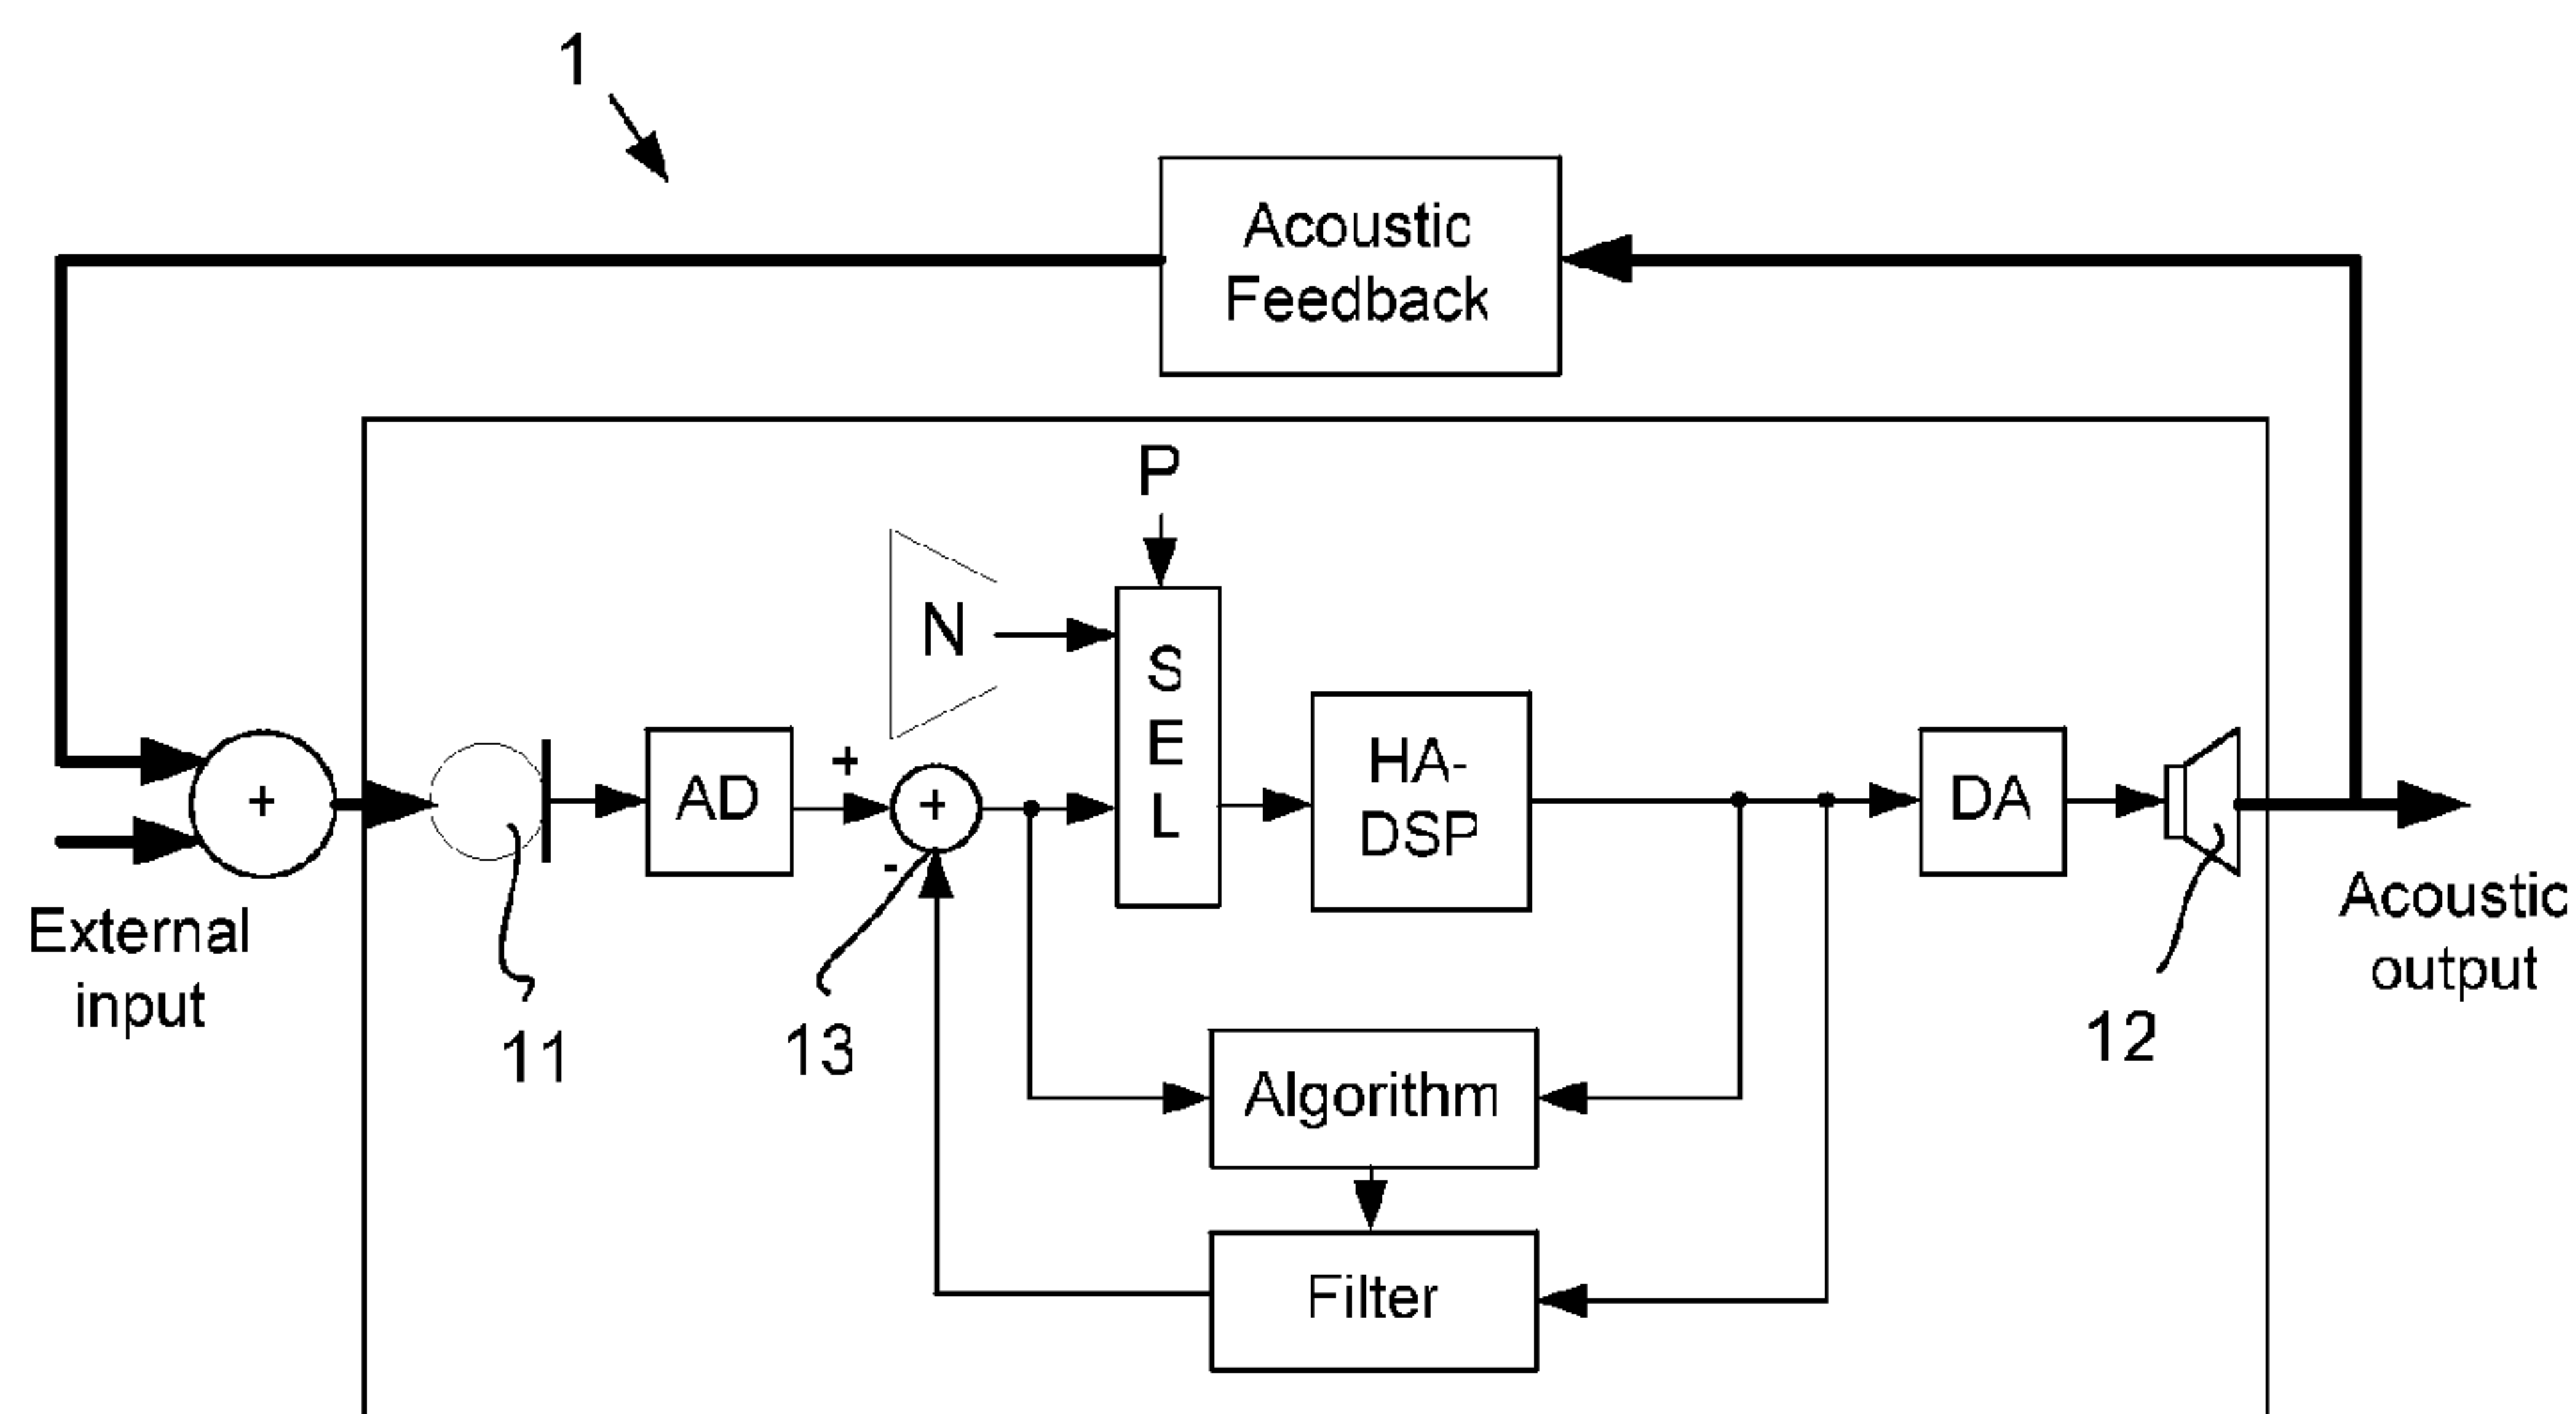 1
Acoustic
Feedback
P
N
S
E
L
+
-
+
+
AD
HA-
DSP
DA
External
input
11
13
12
Acoustic
output
Algorithm
Filter